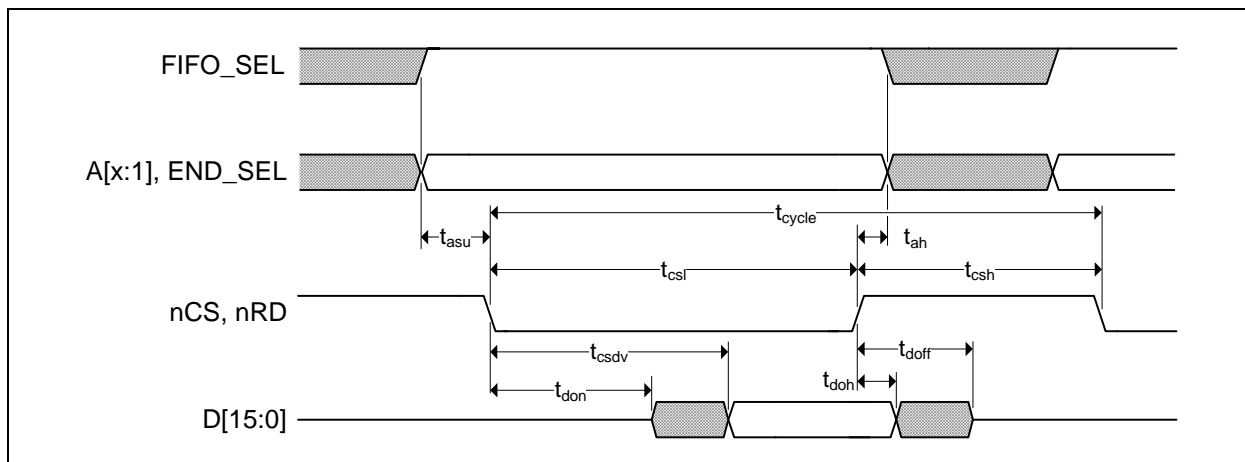 FIFO_SEL
A[x:1], END_SEL
tcycle
tasu
tah
tcsl
tcsh
nCS, nRD
tcsdv
tdoff
tdon
tdoh
D[15:0]